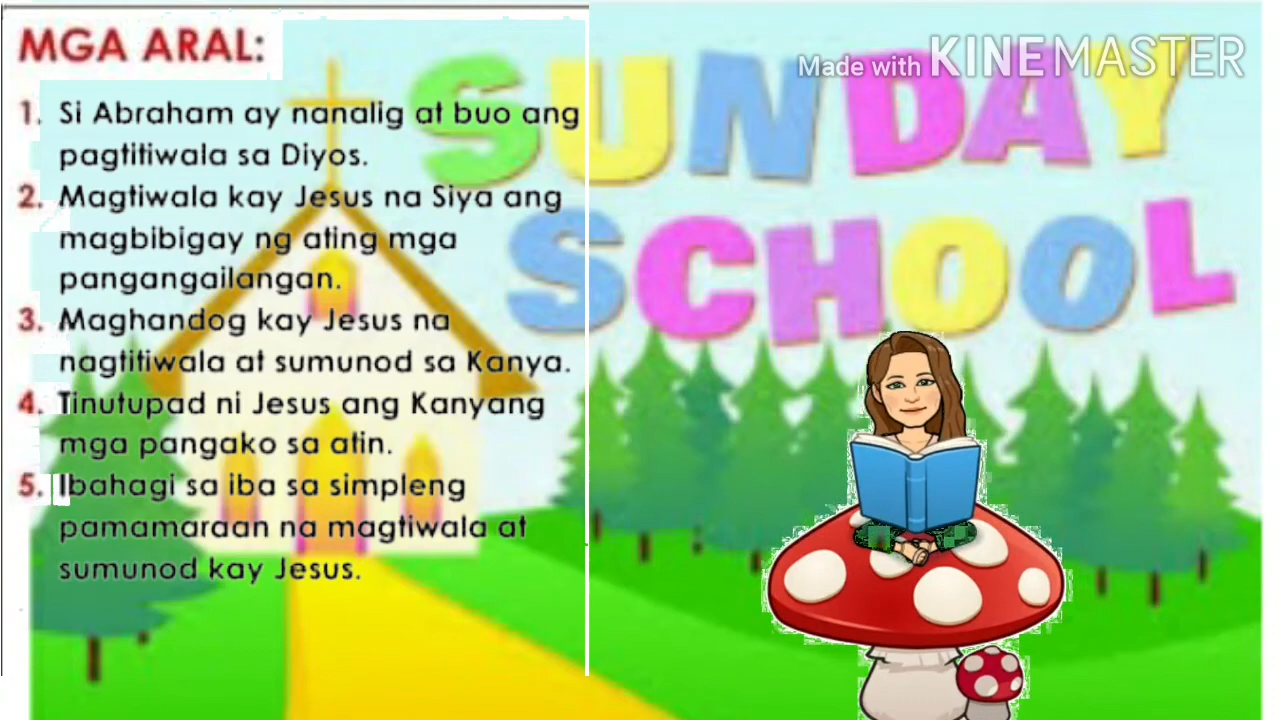 MGA ARAL:
1. Si Abraham ay nanalig at buo ang
pagtitiwala sa Diyos.
2. Magtiwala kay Jesus na Siya ang
magbibigay ng ating mga
pangangailangan.
3. Maghandog kay Jesus na
nagtitiwala at sumunod sa Kanya.
4. Tinutupad ni Jesus ang Kanyang
mga pangako sa atin.
5. Ibahagi sa iba sa simpleng
pamamaraan na magtiwala at
sumunod kay Jesus.
Made with KINEMASTER
SUNDAY
SCHOOL